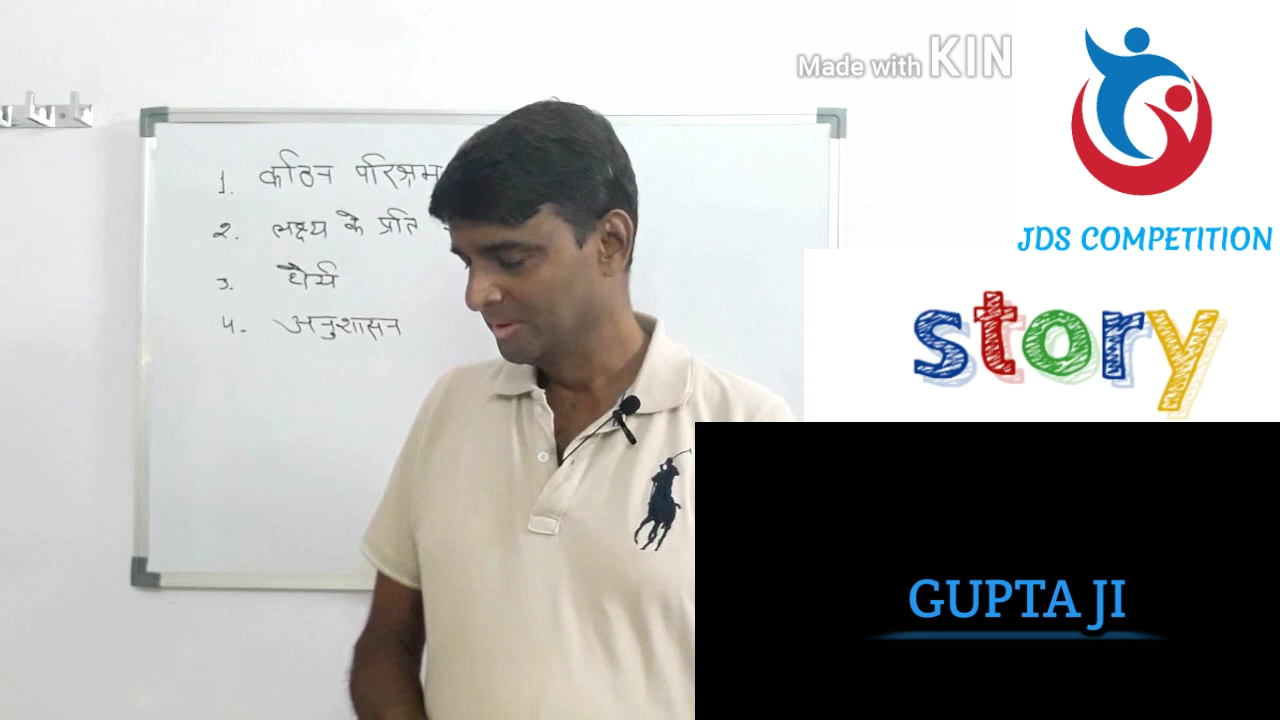 Made with KIN
JDS COMPETITION
story
1. कठिन परिश्रम
2. लक्ष्य के प्रति
3. धैर्य
4. अनुशासन
GUPTA JI